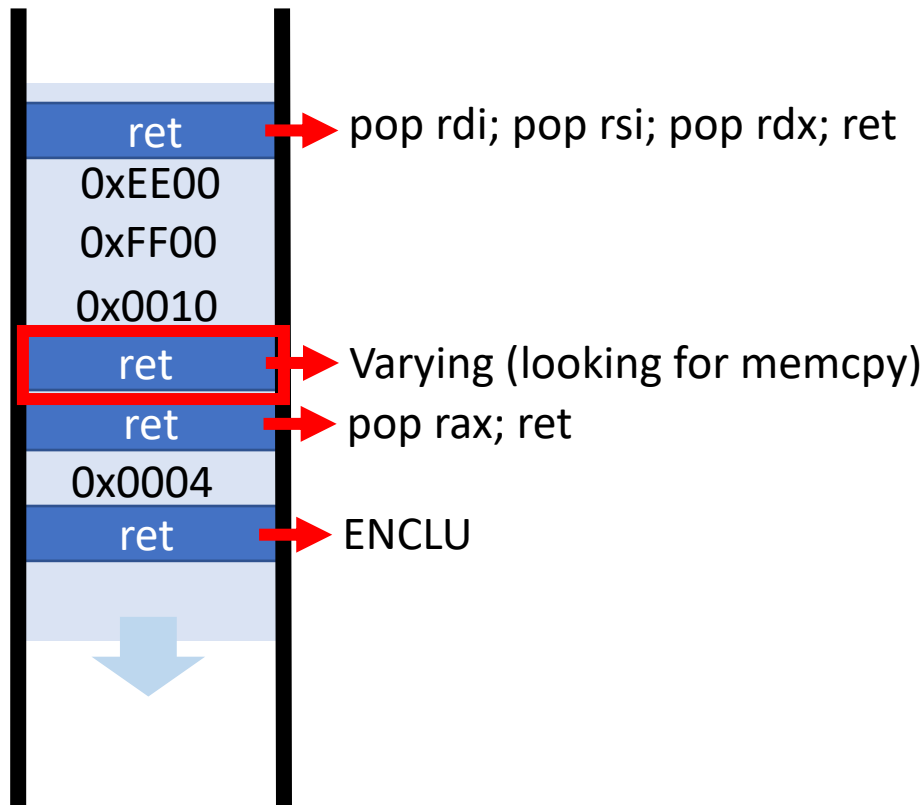 ret pop rdi; pop rsi; pop rdx; ret
0xEE00
0xFF00
0x0010
ret Varying (looking for memcpy)
ret pop rax; ret
0x0004
ret ENCLU